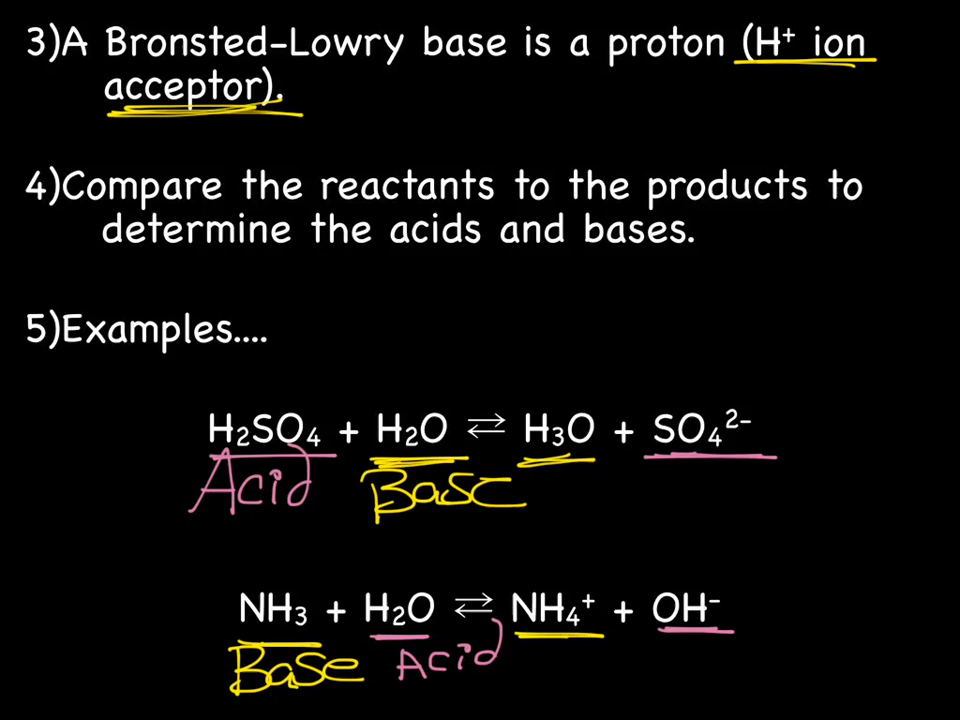 3)A Bronsted-Lowry base is a proton (H⁺ ion
acceptor).
4)Compare the reactants to the products to
determine the acids and bases.
5)Examples....
H₂SO₄ + H₂O ⇄ H₃O + SO₄²⁻
Acid Base
NH₃ + H₂O ⇄ NH₄⁺ + OH⁻
Base Acid